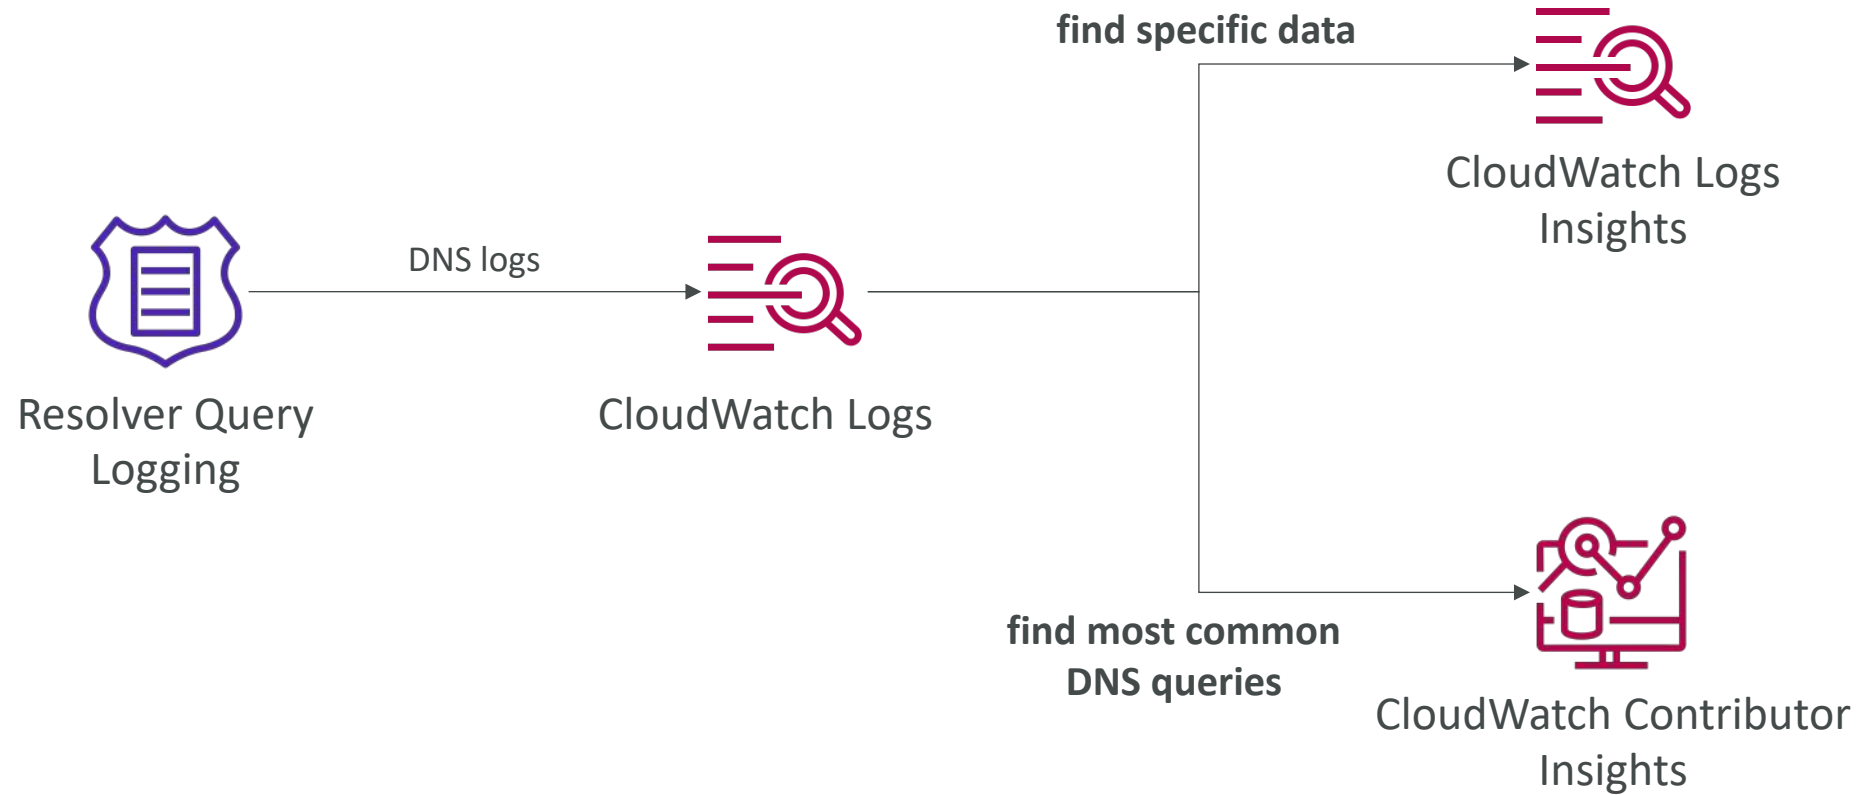 find specific data
CloudWatch Logs
Insights
DNS logs
Resolver Query
Logging
CloudWatch Logs
find most common
DNS queries
CloudWatch Contributor
Insights